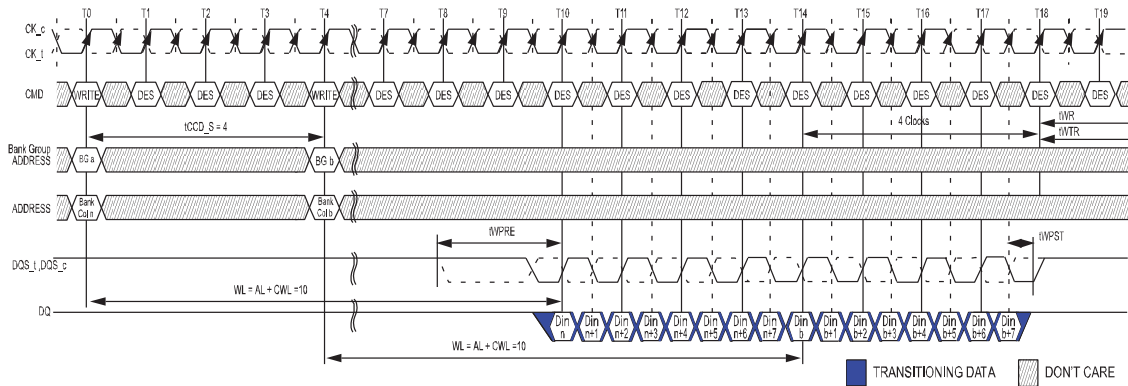 T0 T1 T2 T3 T4 T7 T8 T9 T10 T11 T12 T13 T14 T15 T16 T17 T18 T19
CK_c
CK_t
CMD WRITE DES DES DES WRITE DES DES DES DES DES DES DES DES DES DES DES DES DES
tCCD_S = 4
4 Clocks
tWR
tWTR
Bank Group
ADDRESS
BG a
BG b
ADDRESS
Bank
Col n
Bank
Col b
tWPRE
tWPST
DQS_t ,DQS_c
WL = AL + CWL =10
DQ
Din n
Din n+1
Din n+2
Din n+3
Din n+4
Din n+5
Din n+6
Din n+7
Din b
Din b+1
Din b+2
Din b+3
Din b+4
Din b+5
Din b+6
Din b+7
WL = AL + CWL =10
TRANSITIONING DATA
DON'T CARE